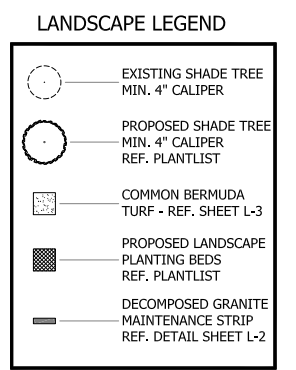 LANDSCAPE LEGEND
EXISTING SHADE TREE
MIN. 4" CALIPER
PROPOSED SHADE TREE
MIN. 4" CALIPER
REF. PLANTLIST
COMMON BERMUDA
TURF - REF. SHEET L-3
PROPOSED LANDSCAPE
PLANTING BEDS
REF. PLANTLIST
DECOMPOSED GRANITE
MAINTENANCE STRIP
REF. DETAIL SHEET L-2